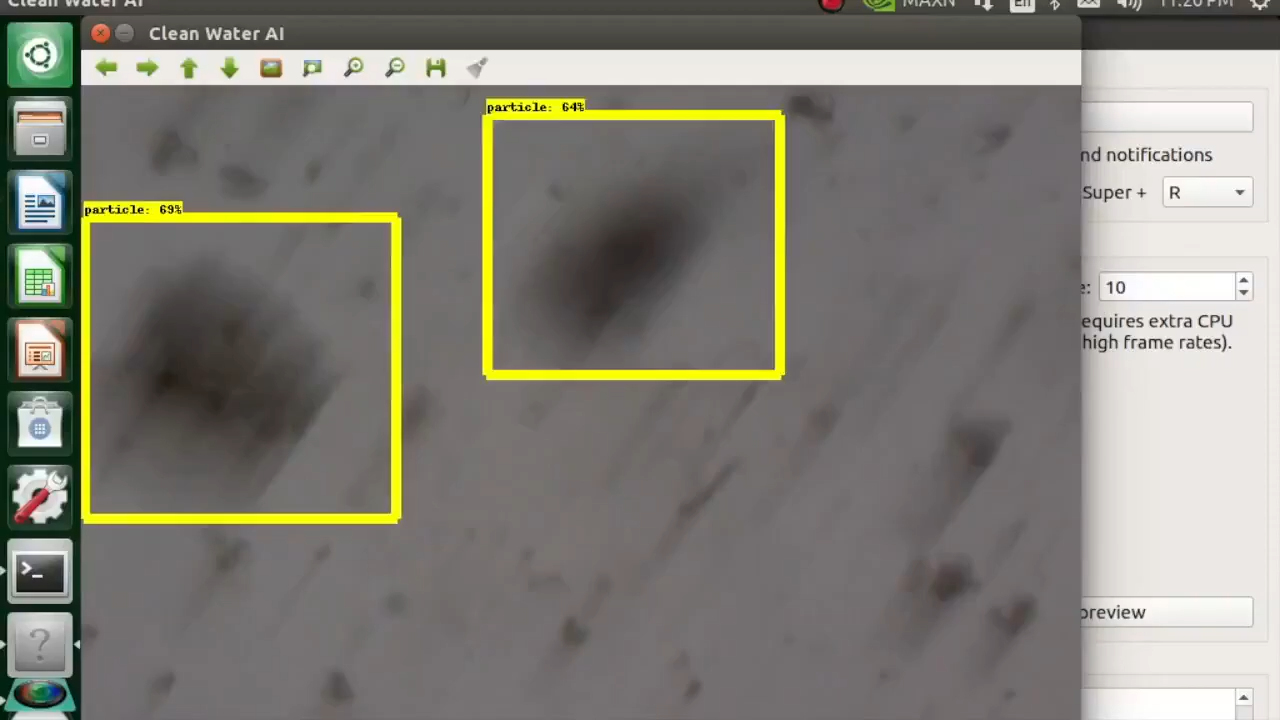 Clean Water AI
MAXN
En
11:20 PM
Clean Water AI
particle: 64%
particle: 69%
nd notifications
Super +
R
e:
10
equires extra CPU
high frame rates).
preview
>_
?